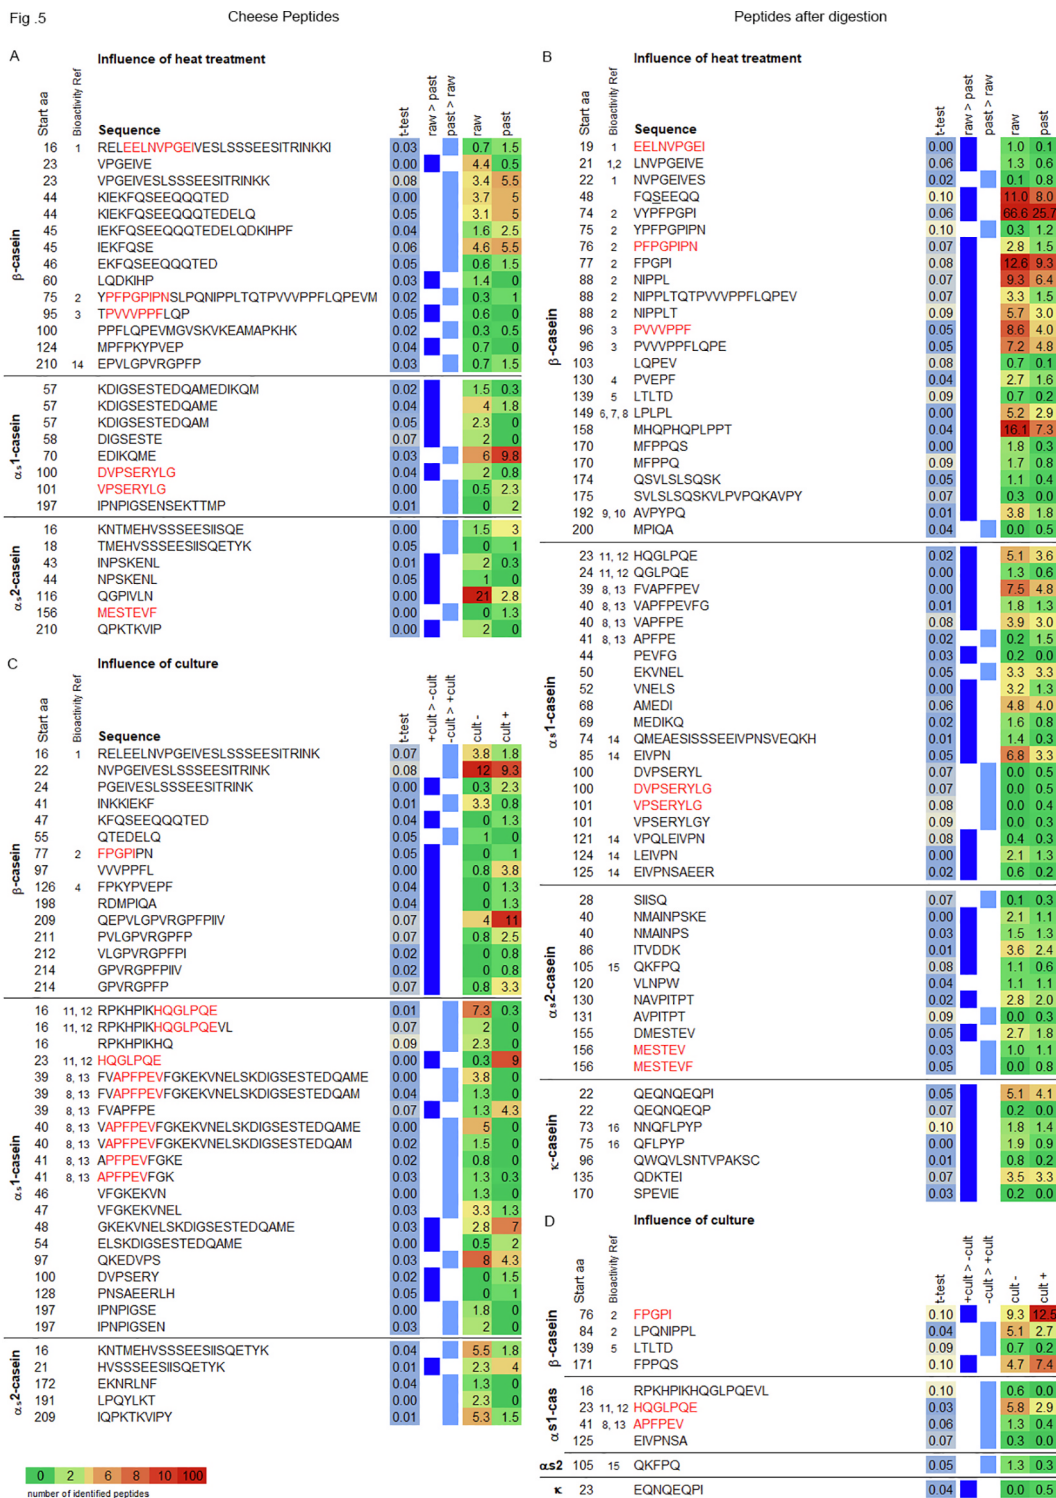 Fig .5
Cheese Peptides
Peptides after digestion
A
Influence of heat treatment
Start aa Bioactivity Ref Sequence t-test raw > past past > raw raw past
β-casein
16 1 RELEELNVPGEIVESLSSSEESITRINKKI 0.03 0.7 1.5
23 VPGEIVE 0.00 4.4 0.5
23 VPGEIVESLSSSEESITRINKK 0.08 3.4 5.5
44 KIEKFQSEEQQQTED 0.00 3.7 5
44 KIEKFQSEEQQQTEDELQ 0.05 3.1 5
45 IEKFQSEEQQQTEDELQDKIHPF 0.04 1.6 2.5
45 IEKFQSE 0.06 4.6 5.5
46 EKFQSEEQQQTED 0.05 0.6 1.5
60 LQDKIHP 0.03 1.4 0
75 2 YPFPGPIPNSLPQNIPPLTQTPVVVPPFLQPEVM 0.02 0.3 1
95 3 TPVVVPPFLQP 0.05 0.6 0
100 PPFLQPEVMGVSKVKEAMAPKHK 0.02 0.3 0.5
124 MPFPKYPVEP 0.04 0.7 0
210 14 EPVLGPVRGPFP 0.03 0.7 1.5
αs1-casein
57 KDIGSESTEDQAMEDIKQM 0.02 1.5 0.3
57 KDIGSESTEDQAME 0.04 4 1.8
57 KDIGSESTEDQAM 0.05 2.3 0
58 DIGSESTE 0.07 2 0
70 EDIKQME 0.03 6 9.8
100 DVPSERYLG 0.04 2 0.8
101 VPSERYLG 0.00 0.5 2.3
197 IPNPIGSENSEKTTMP 0.01 0 2
αs2-casein
16 KNTMEHVSSSEESIISQE 0.00 1.5 3
18 TMEHVSSSEESIISQETYK 0.05 0 1
43 INPSKENL 0.01 2 0.3
44 NPSKENL 0.05 1 0
116 QGPIVLN 0.00 21 2.8
156 MESTEVF 0.00 0 1.3
210 QPKTKVIP 0.00 2 0
C
Influence of culture
Start aa Bioactivity Ref Sequence t-test +cult > -cult -cult > +cult cult - cult +
β-casein
16 1 RELEELNVPGEIVESLSSSEESITRINK 0.07 3.8 1.8
22 NVPGEIVESLSSSEESITRINK 0.08 12 9.3
24 PGEIVESLSSSEESITRINK 0.00 0.3 2.3
41 INKKIEKF 0.01 3.3 0.8
47 KFQSEEQQQTED 0.04 0 1.3
55 QTEDELQ 0.05 1 0
77 2 FPGPIPN 0.05 0 1
97 VVVPPFL 0.00 0.8 3.8
126 4 FPKYPVEPF 0.04 0 1.3
198 RDMPIQA 0.04 0 1.3
209 QEPVLGPVRGPFPIIV 0.07 4 11
211 PVLGPVRGPFP 0.07 0.8 2.5
212 VLGPVRGPFPI 0.02 0 0.8
214 GPVRGPFPIIV 0.02 0 0.8
214 GPVRGPFP 0.07 0.8 3.3
αs1-casein
16 11, 12 RPKHPIKHQGLPQE 0.01 7.3 0.3
16 11, 12 RPKHPIKHQGLPQEVL 0.07 2 0
16 RPKHPIKHQ 0.09 2.3 0
23 11, 12 HQGLPQE 0.00 0.3 9
39 8, 13 FVAPFPEVFGKEKVNELSKDIGSESTEDQAME 0.00 3.8 0
39 8, 13 FVAPFPEVFGKEKVNELSKDIGSESTEDQAM 0.04 1.3 0
39 8, 13 FVAPFPE 0.07 1.3 4.3
40 8, 13 VAPFPEVFGKEKVNELSKDIGSESTEDQAME 0.00 5 0
40 8, 13 VAPFPEVFGKEKVNELSKDIGSESTEDQAM 0.02 1.5 0
41 8, 13 APFPEVFGKE 0.02 0.8 0
41 8, 13 APFPEVFGK 0.03 1.3 0.3
46 VFGKEKVN 0.00 1.3 0
47 VFGKEKVNEL 0.03 3.3 1.3
48 GKEKVNELSKDIGSESTEDQAME 0.03 2.8 7
54 ELSKDIGSESTEDQAME 0.00 0.5 2
97 QKEDVPS 0.03 8 4.3
100 DVPSERY 0.02 0 1.5
128 PNSAEERLH 0.05 0 1
197 IPNPIGSE 0.00 1.8 0
197 IPNPIGSEN 0.03 2 0
αs2-casein
16 KNTMEHVSSSEESIISQETYK 0.04 5.5 1.8
21 HVSSSEESIISQETYK 0.01 2.3 4
172 EKNRLNF 0.04 1.3 0
191 LPQYLKT 0.00 2.3 0
209 IQPKTKVIPY 0.01 5.3 1.5
0 2 6 8 10 100
number of identified peptides
B
Influence of heat treatment
Start aa Bioactivity Ref Sequence t-test raw > past past > raw raw past
β-casein
19 1 EELNVPGEI 0.00 1.0 0.1
21 1,2 LNVPGEIVE 0.06 1.3 0.6
22 1 NVPGEIVES 0.02 0.1 0.8
48 FQSEEQQ 0.10 11.0 8.0
74 2 VYPFPGPI 0.06 66.6 25.7
75 2 YPFPGPIPN 0.10 0.3 1.2
76 2 PFPGPIPN 0.07 2.8 1.5
77 2 FPGPI 0.08 12.6 9.3
88 2 NIPPL 0.07 9.3 6.4
88 2 NIPPLTQTPVVVPPFLQPEV 0.07 3.3 1.5
88 2 NIPPLT 0.09 5.7 3.0
96 3 PVVVPPF 0.05 8.6 4.0
96 3 PVVVPPFLQPE 0.05 7.2 4.8
103 LQPEV 0.08 0.7 0.1
130 4 PVEPF 0.04 2.7 1.6
139 5 LTLTD 0.09 0.7 0.2
149 6, 7, 8 LPLPL 0.00 5.2 2.9
158 MHQPHQPLPPT 0.04 16.1 7.3
170 MFPPQS 0.00 1.8 0.3
170 MFPPQ 0.09 1.7 0.8
174 QSVLSLSQSK 0.05 1.1 0.4
175 SVLSLSQSKVLPVPQKAVPY 0.07 0.3 0.0
192 9, 10 AVPYPQ 0.01 3.8 1.8
200 MPIQA 0.04 0.0 0.5
αs1-casein
23 11, 12 HQGLPQE 0.02 5.1 3.6
24 11, 12 QGLPQE 0.00 1.3 0.6
39 8, 13 FVAPFPEV 0.00 7.5 4.8
40 8, 13 VAPFPEVFG 0.01 1.8 1.3
40 8, 13 VAPFPE 0.08 3.9 3.0
41 8, 13 APFPE 0.02 0.2 1.5
44 PEVFG 0.03 0.2 0.0
50 EKVNEL 0.05 3.3 3.3
52 VNELS 0.00 3.2 1.3
68 AMEDI 0.06 4.8 4.0
69 MEDIKQ 0.02 1.6 0.8
74 14 QMEAESISSSEEIVPNSVEQKH 0.00 1.4 0.3
85 14 EIVPN 0.05 6.8 3.3
100 DVPSERYL 0.07 0.0 0.5
100 DVPSERYLG 0.07 0.0 0.5
101 VPSERYLG 0.08 0.0 0.4
101 VPSERYLGY 0.09 0.0 0.3
121 14 VPQLEIVPN 0.08 0.4 0.3
124 14 LEIVPN 0.00 2.1 1.3
125 14 EIVPNSAEER 0.02 0.6 0.2
αs2-casein
28 SIISQ 0.07 0.1 0.3
40 NMAINPSKE 0.00 2.1 1.1
40 NMAINPS 0.03 1.5 1.3
86 ITVDDK 0.01 3.6 2.4
105 15 QKFPQ 0.08 1.1 0.6
120 VLNPW 0.04 1.1 1.1
130 NAVPITPT 0.02 2.8 2.0
131 AVPITPT 0.09 0.0 0.3
155 DMESTEV 0.05 2.7 1.8
156 MESTEV 0.03 1.0 1.1
156 MESTEVF 0.05 0.0 0.8
κ-casein
22 QEQNQEQPI 0.05 5.1 4.1
22 QEQNQEQP 0.07 0.2 0.0
73 16 NNQFLPYP 0.10 1.8 1.4
75 16 QFLPYP 0.00 1.9 0.9
96 QWQVLSNTVPAKSC 0.01 0.8 0.2
135 QDKTEI 0.07 3.5 3.3
170 SPEVIE 0.03 0.2 0.0
D
Influence of culture
Start aa Bioactivity Ref t-test +cult > -cult -cult > +cult cult - cult +
β-casein
76 2 FPGPI 0.10 9.3 12.5
84 2 LPQNIPPL 0.04 5.1 2.7
139 5 LTLTD 0.09 0.7 0.2
171 FPPQS 0.10 4.7 7.4
αs1-cas
16 RPKHPIKHQGLPQEVL 0.10 0.6 0.0
23 11, 12 HQGLPQE 0.03 5.8 2.9
41 8, 13 APFPEV 0.06 1.3 0.4
125 EIVPNSA 0.07 0.3 0.0
αs2 105 15 QKFPQ 0.05 1.3 0.3
κ 23 EQNQEQPI 0.04 0.0 0.5